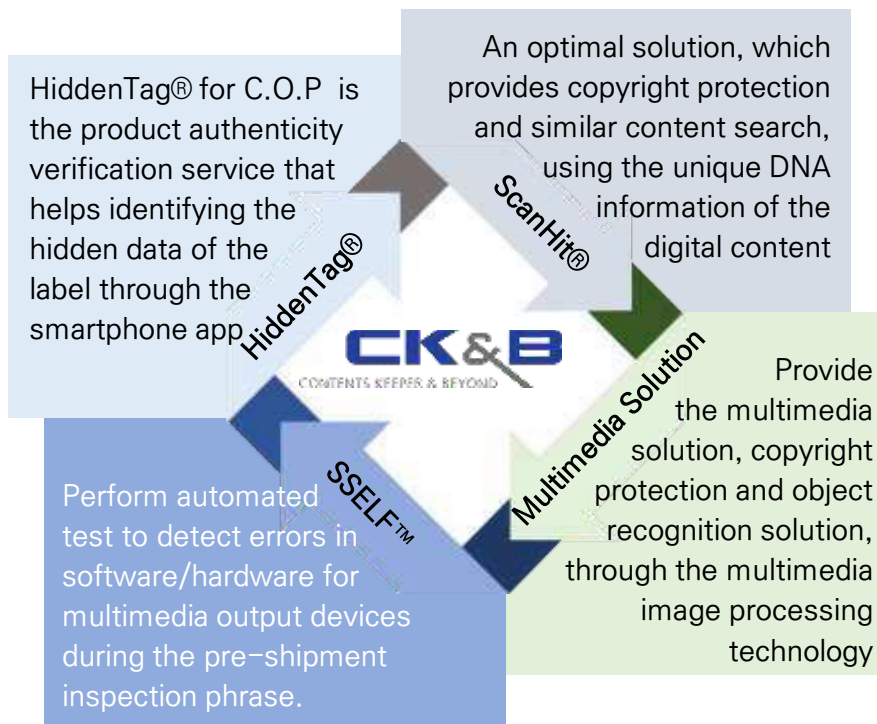 HiddenTag® for C.O.P is
the product authenticity
verification service that
helps identifying the
hidden data of the
label through the
smartphone app
HiddenTag®
An optimal solution, which
provides copyright protection
and similar content search,
using the unique DNA
information of the
digital content
ScanHit®
CK&B
CONTENTS KEEPER & BEYOND
Multimedia Solution
Provide
the multimedia
solution, copyright
protection and object
recognition solution,
through the multimedia
image processing
technology
SSELF™
Perform automated
test to detect errors in
software/hardware for
multimedia output devices
during the pre-shipment
inspection phrase.